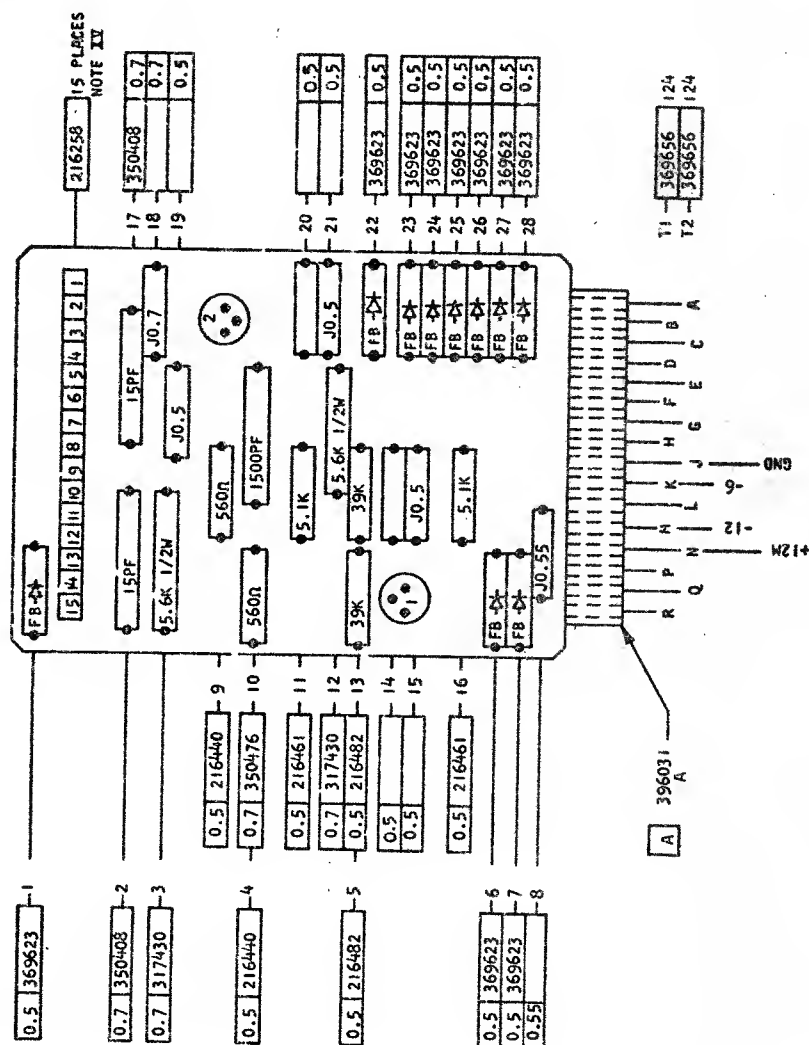 216258 15 PLACES
NOTE XV
15 14 13 12 11 10 9 8 7 6 5 4 3 2 1
FB
15PF
15PF
J0.7
5.6K 1/2W
J0.5
2
560Ω
560Ω
1500PF
5.1K
J0.5
5.6K 1/2W
39K
39K
1
J0.5
5.1K
FB
FB
FB
FB
FB
FB
FB
FB
FB
J0.55
0.5 369623 1
0.7 350408 2
0.7 317430 3
0.5 216440 4
0.5 216482 5
0.5 369623 6
0.5 369623 7
0.55 8
0.5 216440 9
0.7 350476 10
0.5 216461 11
0.7 317430 12
0.5 216482 13
0.5 14
0.5 15
0.5 216461 16
17 350408 0.7
18 0.7
19 0.5
20 0.5
21 0.5
22 369623 0.5
23 369623 0.5
24 369623 0.5
25 369623 0.5
26 369623 0.5
27 369623 0.5
28 369623 0.5
T1 369656 124
T2 369656 124
R Q P N M L K J H G F E D C B A
+12M -12 -6 GND
A 396031
A